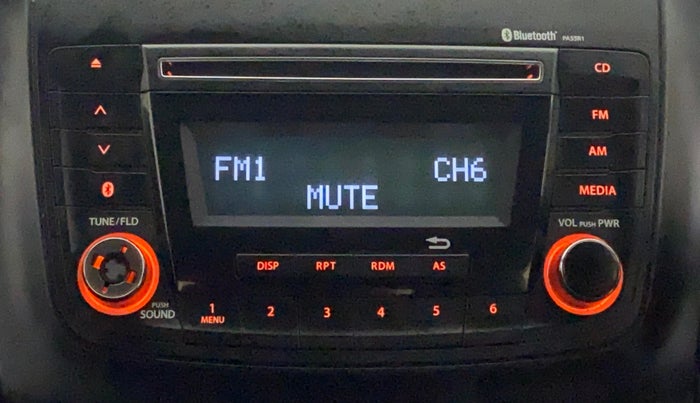 Bluetooth PA55R1
CD
FM
AM
MEDIA
FM1 CH6
MUTE
TUNE/FLD
VOL PUSH PWR
DISP RPT RDM AS
PUSH
SOUND
1 2 3 4 5 6
MENU